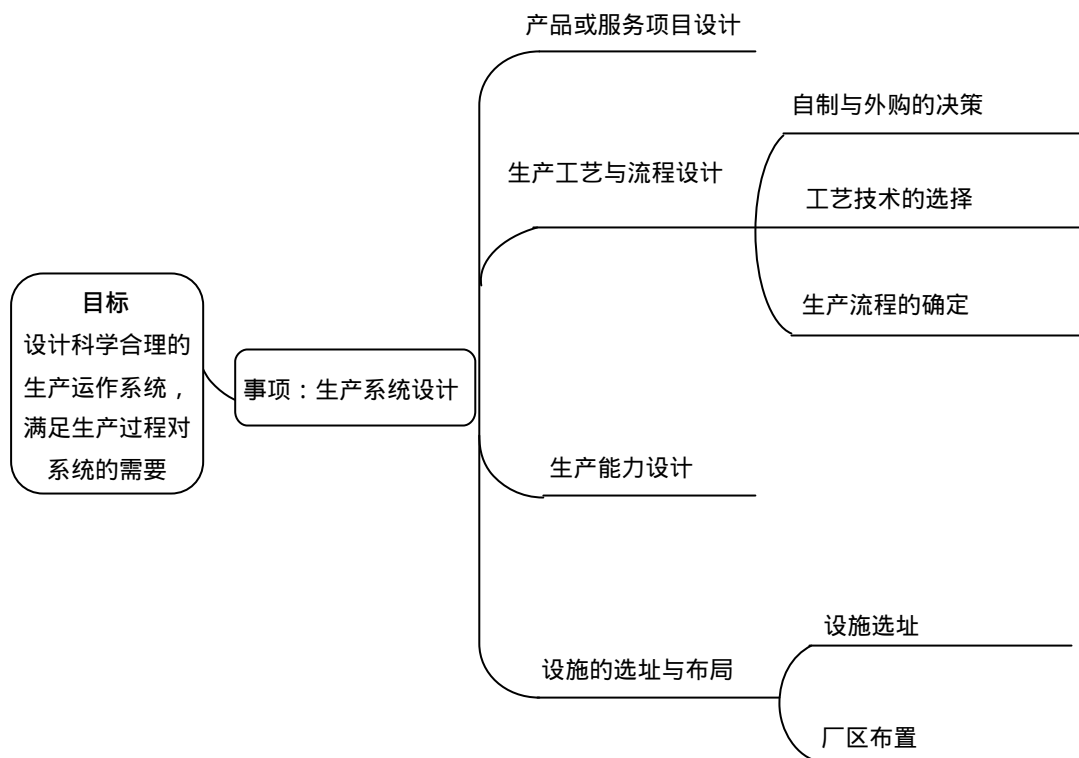 目标
设计科学合理的
生产运作系统，
满足生产过程对
系统的需要
事项：生产系统设计
产品或服务项目设计
生产工艺与流程设计
自制与外购的决策
工艺技术的选择
生产流程的确定
生产能力设计
设施的选址与布局
设施选址
厂区布置